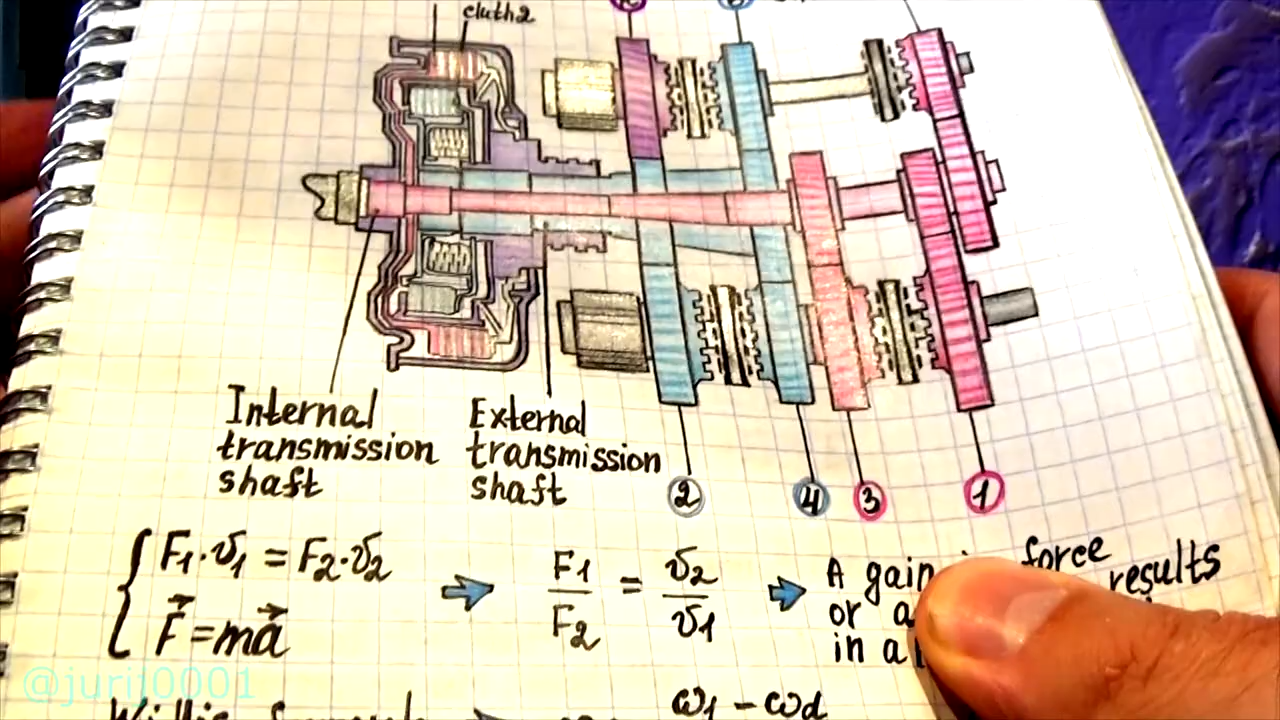 cluth2
Internal
transmission
shaft
External
transmission
shaft
2
4
3
1
F₁·v₁ = F₂·v₂
F⃗ = ma⃗
F₁/F₂ = v₂/v₁
A gain force
or a results
in a
@jurij0001
ω₁ - ωd